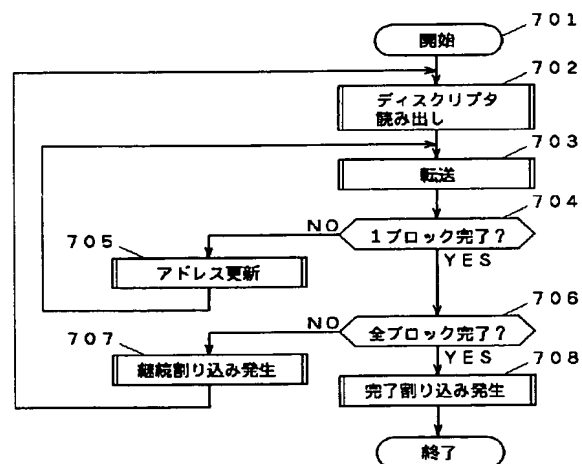 701
開始
702
ディスクリプタ
読み出し
703
転送
704
NO
1ブロック完了?
705
YES
アドレス更新
706
NO
全ブロック完了?
707
YES
708
継続割り込み発生
完了割り込み発生
終了